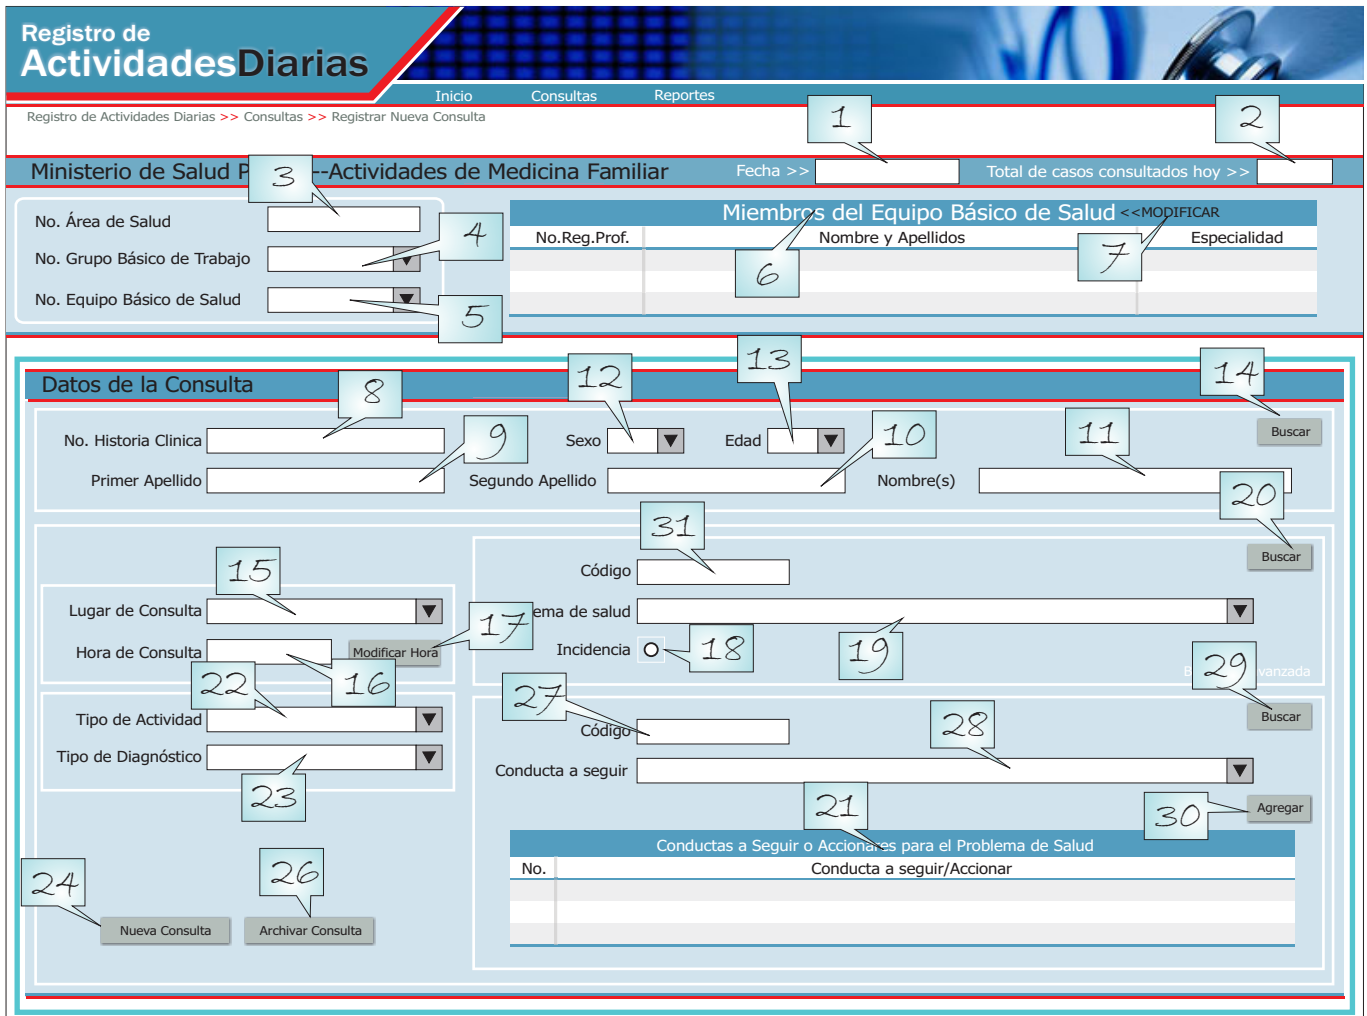 Registro de
ActividadesDiarias
Inicio Consultas Reportes
Registro de Actividades Diarias >> Consultas >> Registrar Nueva Consulta
1
2
Ministerio de Salud P --Actividades de Medicina Familiar
Fecha >>
Total de casos consultados hoy >>
3
No. Área de Salud
4
No. Grupo Básico de Trabajo
No. Equipo Básico de Salud
5
Miembros del Equipo Básico de Salud <<MODIFICAR
No.Reg.Prof. Nombre y Apellidos Especialidad
6
7
Datos de la Consulta
8
12
13
14
No. Historia Clinica
9
Sexo
Edad
10
11
Buscar
Primer Apellido
Segundo Apellido
Nombre(s)
20
31
Buscar
Código
15
Lugar de Consulta
17
ema de salud
Hora de Consulta
Modificar Hora
Incidencia
18
19
16
29
vanzada
22
27
Tipo de Actividad
Código
28
Buscar
Tipo de Diagnóstico
Conducta a seguir
23
21
30
Agregar
Conductas a Seguir o Accionares para el Problema de Salud
No. Conducta a seguir/Accionar
24
26
Nueva Consulta
Archivar Consulta